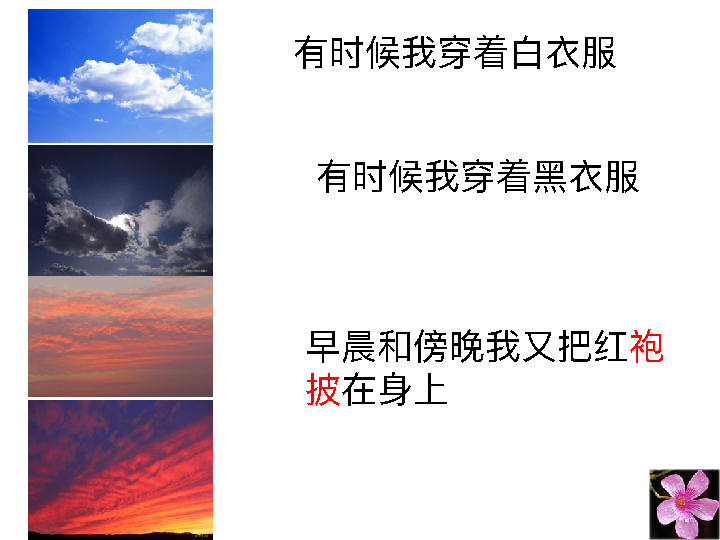 有时候我穿着白衣服
有时候我穿着黑衣服
早晨和傍晚我又把红袍
披在身上